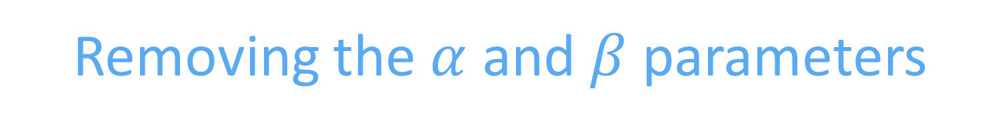 Removing the 𝛼 and 𝛽 parameters